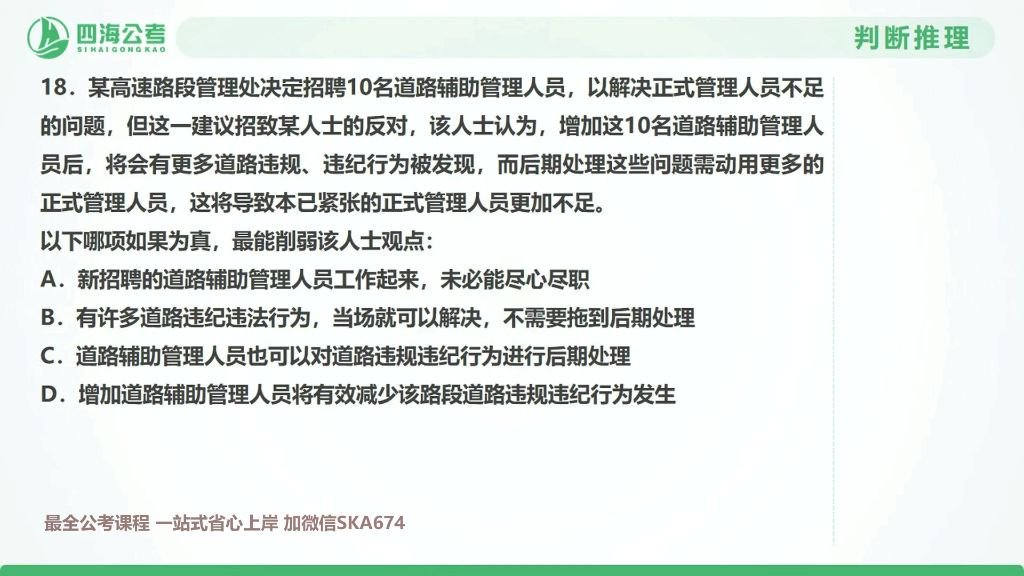 四海公考
SIHAIGONGKAO
判断推理
18. 某高速路段管理处决定招聘10名道路辅助管理人员，以解决正式管理人员不足
的问题，但这一建议招致某人士的反对，该人士认为，增加这10名道路辅助管理人
员后，将会有更多道路违规、违纪行为被发现，而后期处理这些问题需动用更多的
正式管理人员，这将导致本已紧张的正式管理人员更加不足。
以下哪项如果为真，最能削弱该人士观点：
A. 新招聘的道路辅助管理人员工作起来，未必能尽心尽职
B. 有许多道路违纪违法行为，当场就可以解决，不需要拖到后期处理
C. 道路辅助管理人员也可以对道路违规违纪行为进行后期处理
D. 增加道路辅助管理人员将有效减少该路段道路违规违纪行为发生
最全公考课程 一站式省心上岸 加微信SKA674